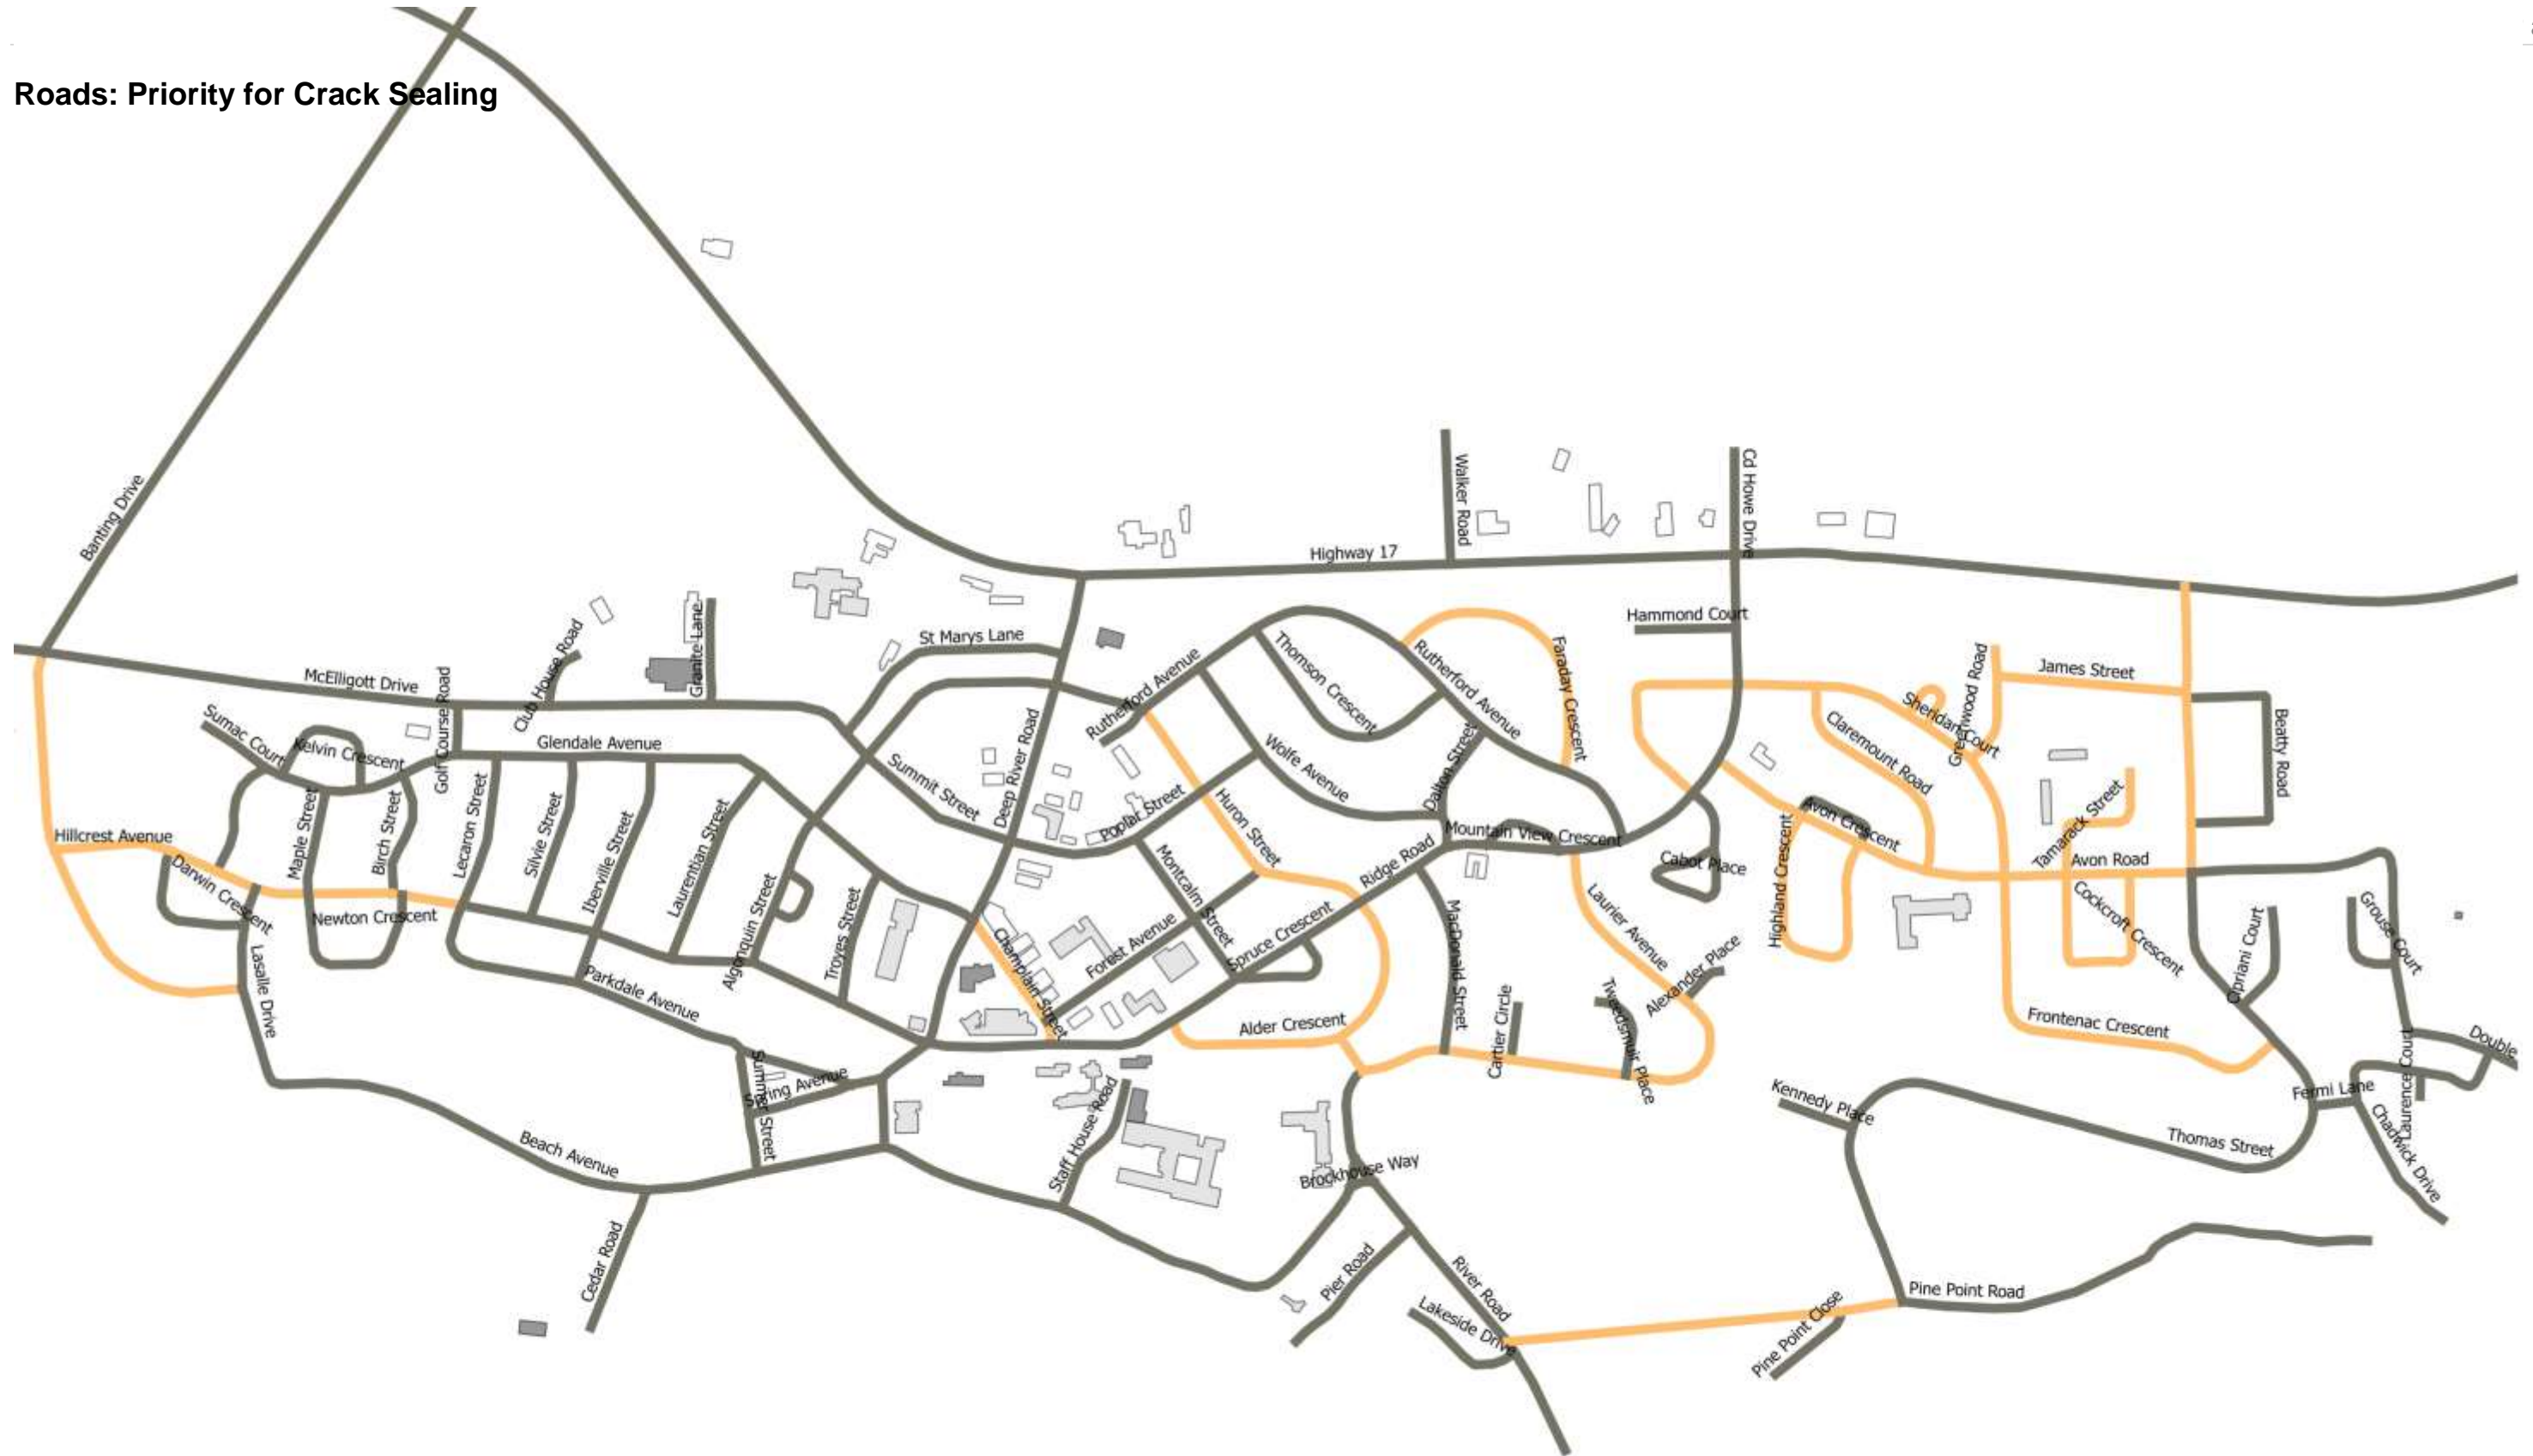 Roads: Priority for Crack Sealing
Banting Drive
Highway 17
Walker Road
Cd Howe Drive
Hammond Court
St Marys Lane
Club House Road
Granite Lane
McElligott Drive
Golf Course Road
Sumac Court
Kelvin Crescent
Glendale Avenue
Summit Street
Deep River Road
Rutherford Avenue
Thomson Crescent
Rutherford Avenue
Faraday Crescent
Wolfe Avenue
Dalton Street
Huron Street
Poplar Street
Montcalm Street
Mountain View Crescent
Ridge Road
Cabot Place
Claremount Road
Sheridan Court
Greenwood Road
James Street
Beatty Road
Avon Crescent
Highland Crescent
Tamarack Street
Avon Road
Cockcroft Crescent
Hillcrest Avenue
Darwin Crescent
Maple Street
Birch Street
Lecaron Street
Silvie Street
Iberville Street
Laurentian Street
Algonquin Street
Troyes Street
Newton Crescent
Lasalle Drive
Parkdale Avenue
Champlain Street
Forest Avenue
Spruce Crescent
Alder Crescent
MacDonald Street
Laurier Avenue
Alexander Place
Tweedsmuir Place
Cartier Circle
Frontenac Crescent
Cipriani Court
Grouse Court
Double
Laurence Court
Fermi Lane
Chadwick Drive
Thomas Street
Kennedy Place
Summer Street
Spring Avenue
Beach Avenue
Staff House Road
Brockhouse Way
Cedar Road
Pier Road
River Road
Lakeside Drive
Pine Point Close
Pine Point Road